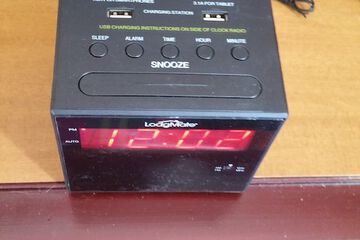 3.1A FOR TABLET
CHARGING STATION
USB CHARGING INSTRUCTIONS ON SIDE OF CLOCK RADIO
SLEEP ALARM TIME HOUR MINUTE
SNOOZE
LodgMate
PM
12:02
AUTO